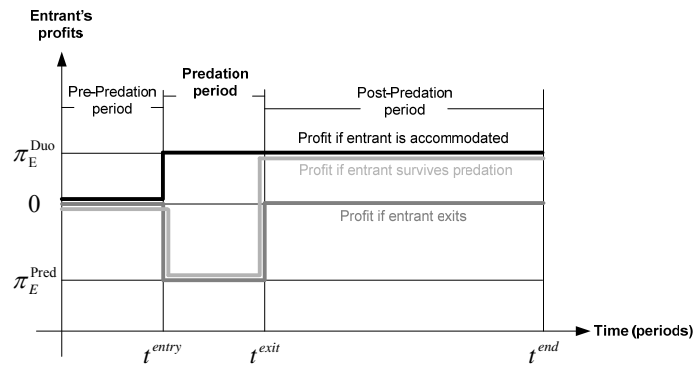 Entrant's
profits
Pre-Predation
period
Predation
period
Post-Predation
period
Profit if entrant is accommodated
π_E^Duo
Profit if entrant survives predation
0
Profit if entrant exits
π_E^Pred
Time (periods)
t^entry
t^exit
t^end